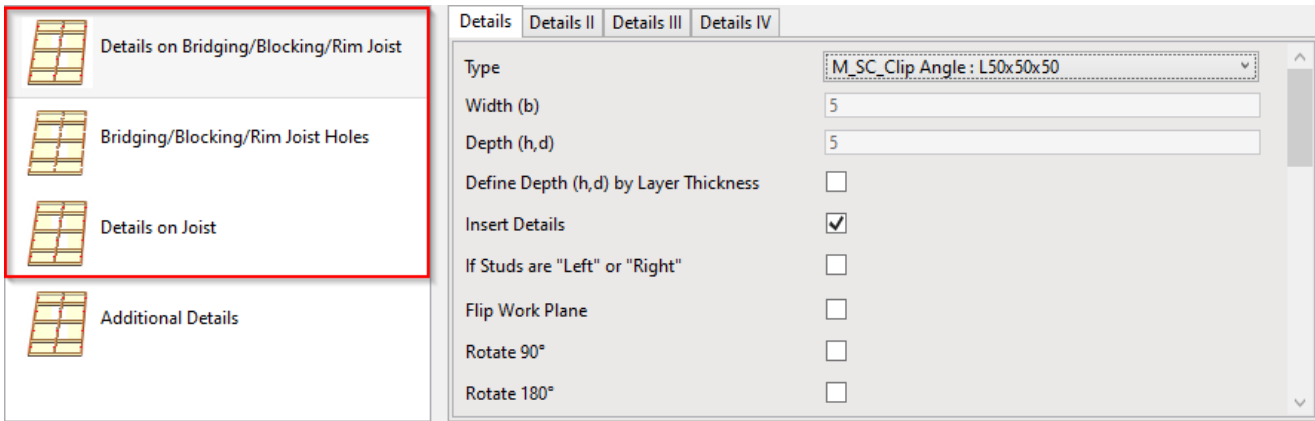 Details on Bridging/Blocking/Rim Joist
Bridging/Blocking/Rim Joist Holes
Details on Joist
Additional Details
Details Details II Details III Details IV
Type M_SC_Clip Angle : L50x50x50
Width (b) 5
Depth (h,d) 5
Define Depth (h,d) by Layer Thickness
Insert Details
If Studs are "Left" or "Right"
Flip Work Plane
Rotate 90°
Rotate 180°